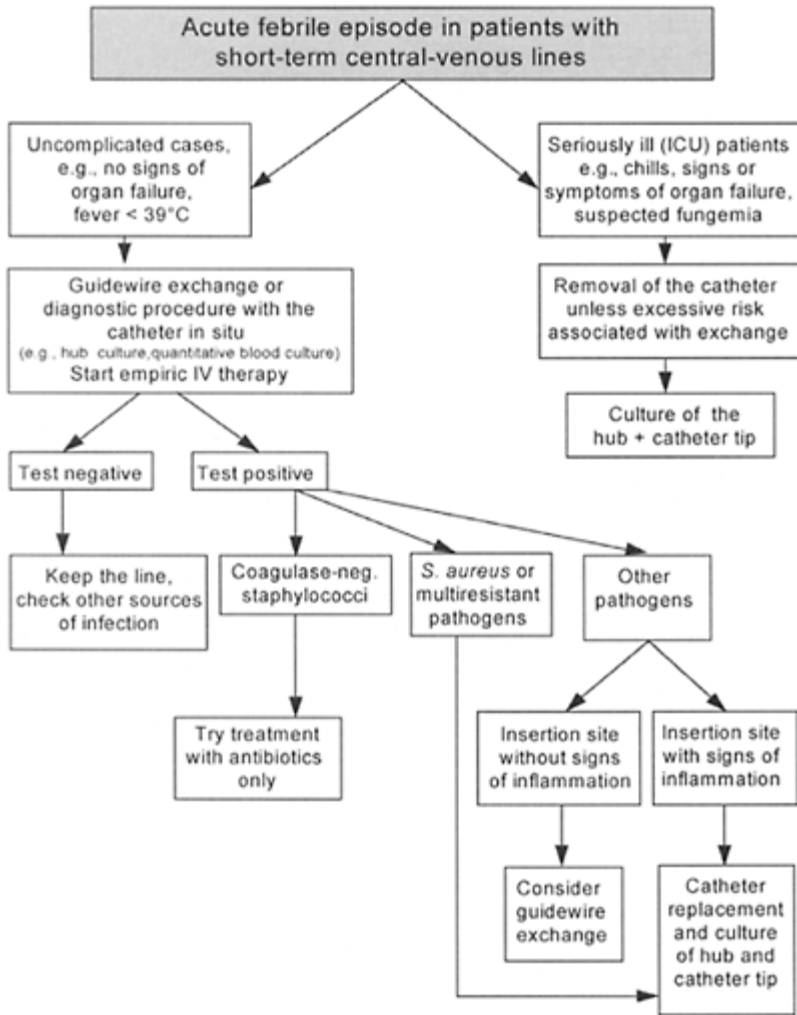 Acute febrile episode in patients with
short-term central-venous lines
Uncomplicated cases,
e.g., no signs of
organ failure,
fever < 39°C
Seriously ill (ICU) patients
e.g., chills, signs or
symptoms of organ failure,
suspected fungemia
Guidewire exchange or
diagnostic procedure with the
catheter in situ
(e.g., hub culture,quantitative blood culture)
Start empiric IV therapy
Removal of the catheter
unless excessive risk
associated with exchange
Culture of the
hub + catheter tip
Test negative
Test positive
Keep the line,
check other sources
of infection
Coagulase-neg.
staphylococci
S. aureus or
multiresistant
pathogens
Other
pathogens
Try treatment
with antibiotics
only
Insertion site
without signs
of inflammation
Insertion site
with signs of
inflammation
Consider
guidewire
exchange
Catheter
replacement
and culture
of hub and
catheter tip